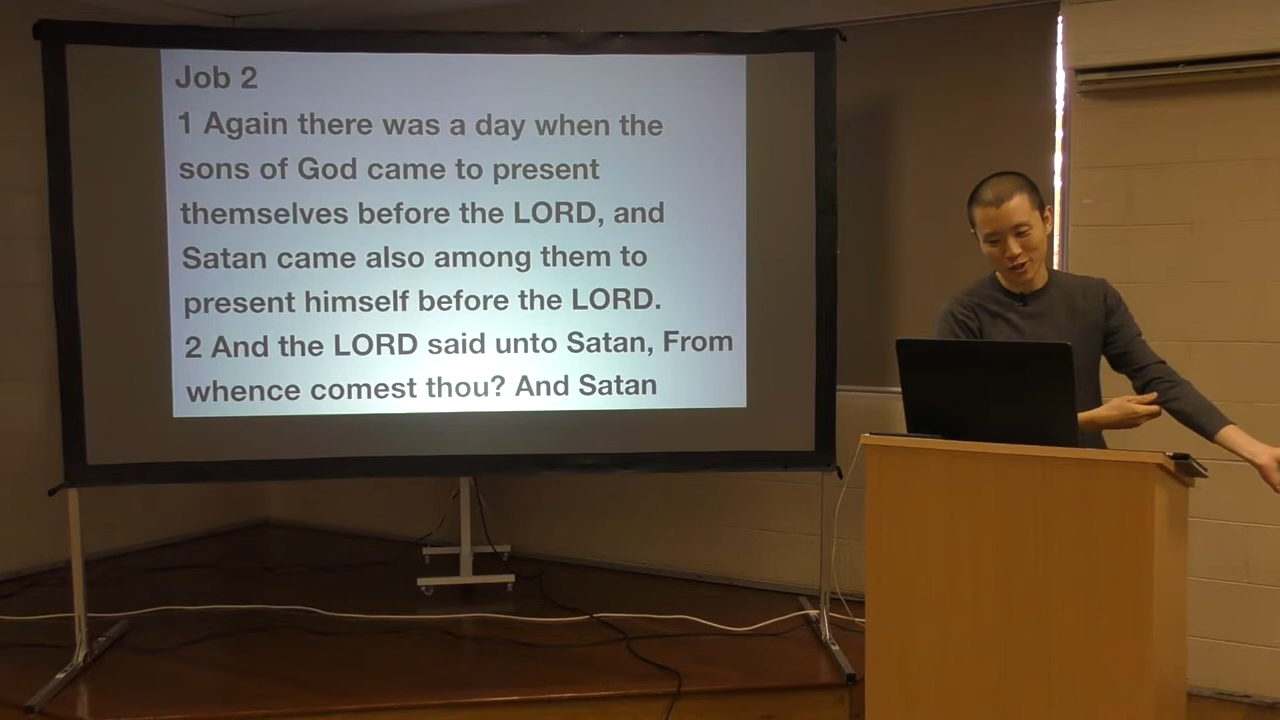 Job 2
1 Again there was a day when the
sons of God came to present
themselves before the LORD, and
Satan came also among them to
present himself before the LORD.
2 And the LORD said unto Satan, From
whence comest thou? And Satan